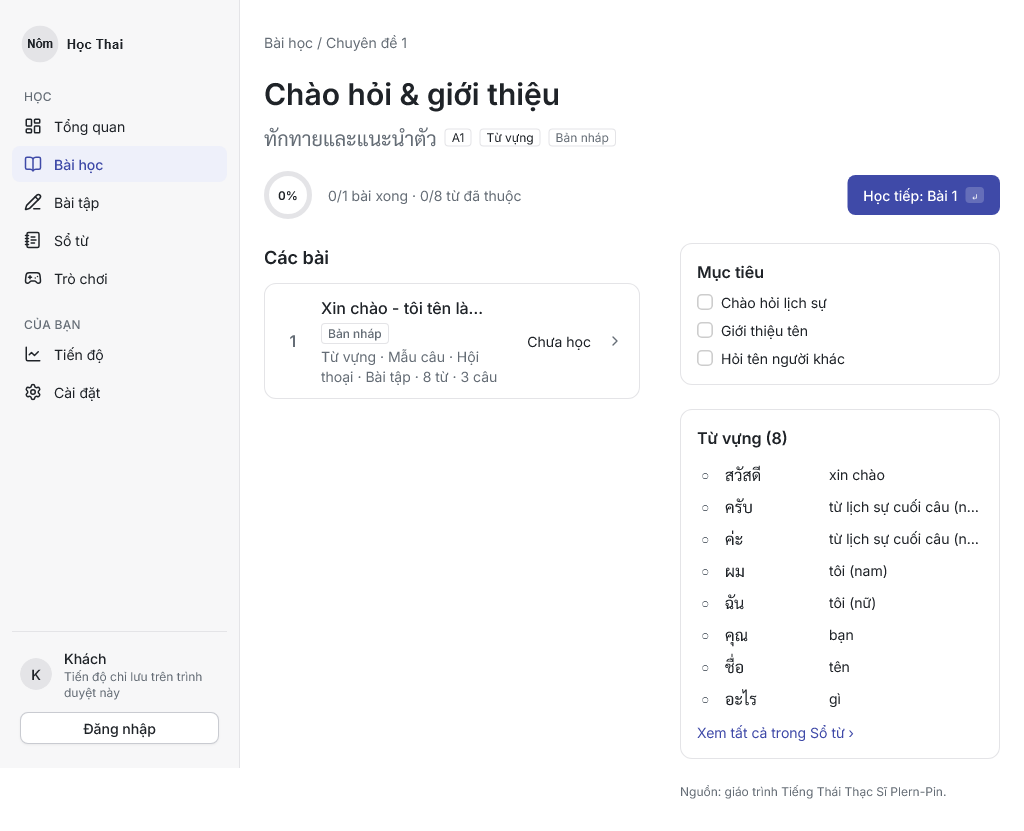 Nôm
Học Thai
HỌC
Tổng quan
Bài học
Bài tập
Sổ từ
Trò chơi
CỦA BẠN
Tiến độ
Cài đặt
K
Khách
Tiến độ chỉ lưu trên trình
duyệt này
Đăng nhập
Bài học / Chuyên đề 1
Chào hỏi & giới thiệu
ทักทายและแนะนำตัว A1 Từ vựng Bản nháp
0% 0/1 bài xong · 0/8 từ đã thuộc
Học tiếp: Bài 1 ↵
Các bài
1
Xin chào - tôi tên là...
Bản nháp
Từ vựng · Mẫu câu · Hội
thoại · Bài tập · 8 từ · 3 câu
Chưa học
Mục tiêu
Chào hỏi lịch sự
Giới thiệu tên
Hỏi tên người khác
Từ vựng (8)
สวัสดี xin chào
ครับ từ lịch sự cuối câu (n...
ค่ะ từ lịch sự cuối câu (n...
ผม tôi (nam)
ฉัน tôi (nữ)
คุณ bạn
ชื่อ tên
อะไร gì
Xem tất cả trong Sổ từ ›
Nguồn: giáo trình Tiếng Thái Thạc Sĩ Plern-Pin.